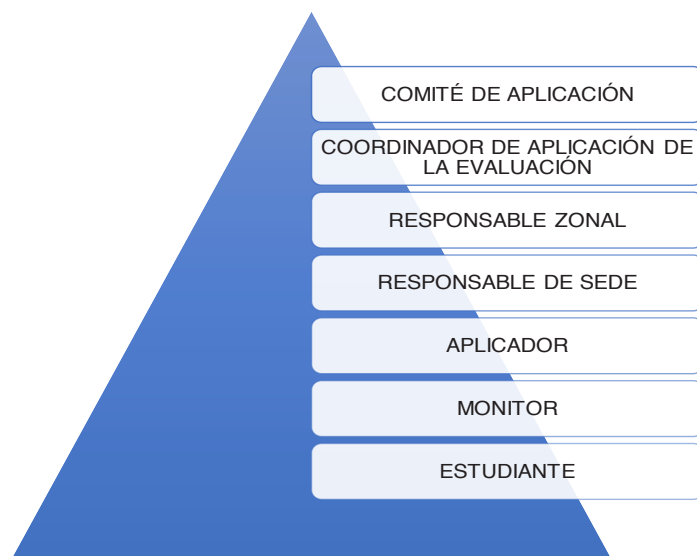 COMITÉ DE APLICACIÓN
COORDINADOR DE APLICACIÓN DE
LA EVALUACIÓN
RESPONSABLE ZONAL
RESPONSABLE DE SEDE
APLICADOR
MONITOR
ESTUDIANTE